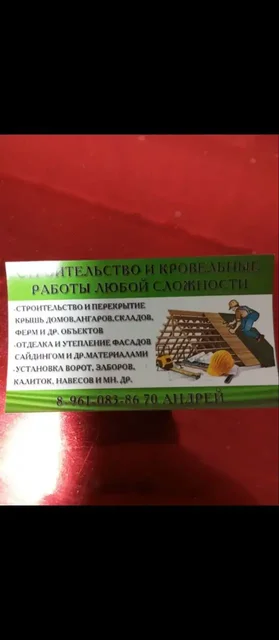 СТРОИТЕЛЬСТВО И КРОВЕЛЬНЫЕ
РАБОТЫ ЛЮБОЙ СЛОЖНОСТИ
-СТРОИТЕЛЬСТВО И ПЕРЕКРЫТИЕ
КРЫШЬ ДОМОВ,АНГАРОВ,СКЛАДОВ,
ФЕРМ И ДР. ОБЪЕКТОВ
-ОТДЕЛКА И УТЕПЛЕНИЕ ФАСАДОВ
САЙДИНГОМ И ДР.МАТЕРИАЛАМИ
-УСТАНОВКА ВОРОТ, ЗАБОРОВ,
КАЛИТОК, НАВЕСОВ И МН. ДР.
8-961-083-86 70 АНДРЕЙ